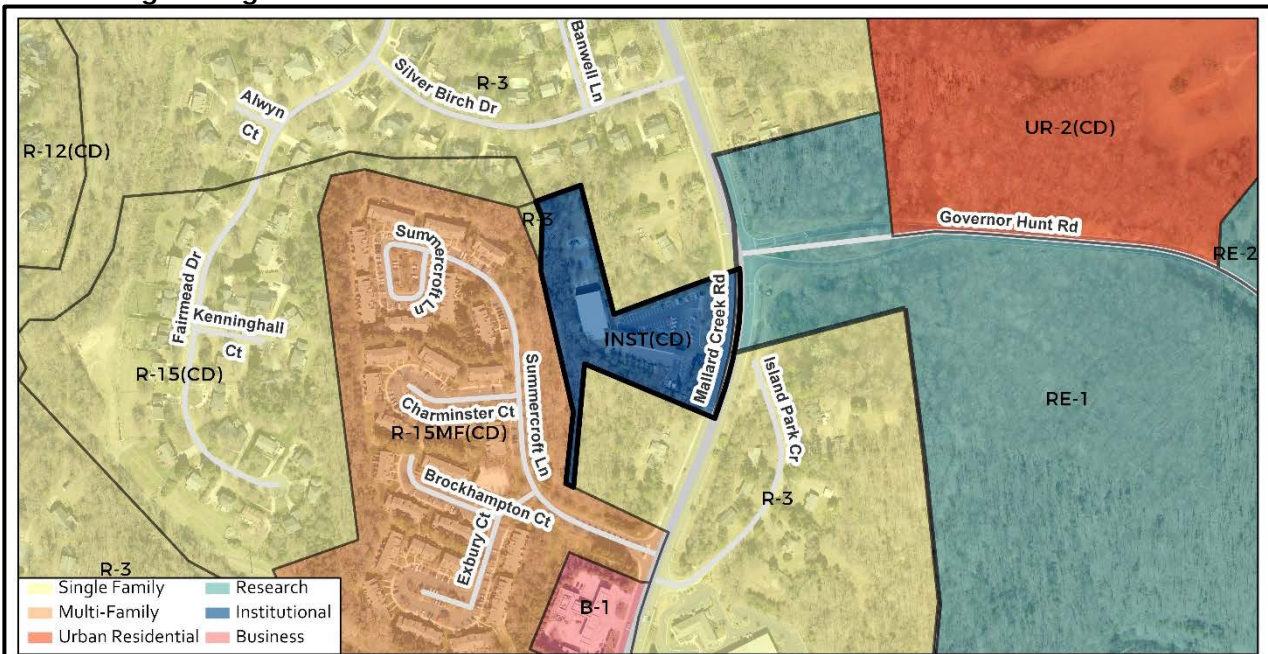 Banwell Ln
Silver Birch Dr
R-3
Alwyn
Ct
R-12(CD)
UR-2(CD)
R-3
Summercroft
Ln
Governor Hunt Rd
RE-2
Fairmead Dr
Kenninghall
Ct
INST(CD)
Mallard Creek Rd
R-15(CD)
Summercroft Ln
Island Park Cr
RE-1
Charminster Ct
R-15MF(CD)
Brockhampton Ct
Exbury Ct
R-3
R-3
B-1
Single Family
Research
Multi-Family
Institutional
Urban Residential
Business